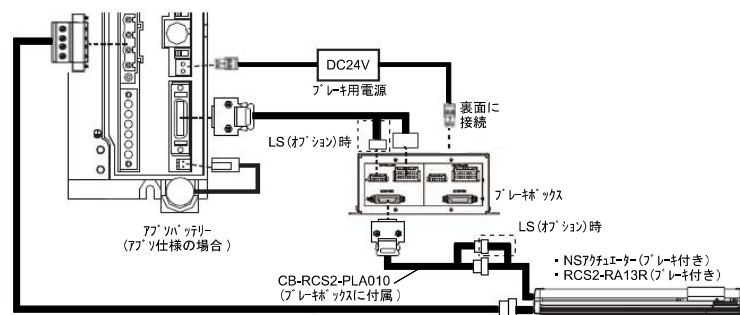 DC24V
ブレーキ用電源
裏面に
接続
LS(オプション)時
ブレーキボックス
アブソバッテリー
(アブソ仕様の場合)
LS(オプション)時
CB-RCS2-PLA010
(ブレーキボックスに付属)
・NSアクチュエーター(ブレーキ付き)
・RCS2-RA13R(ブレーキ付き)